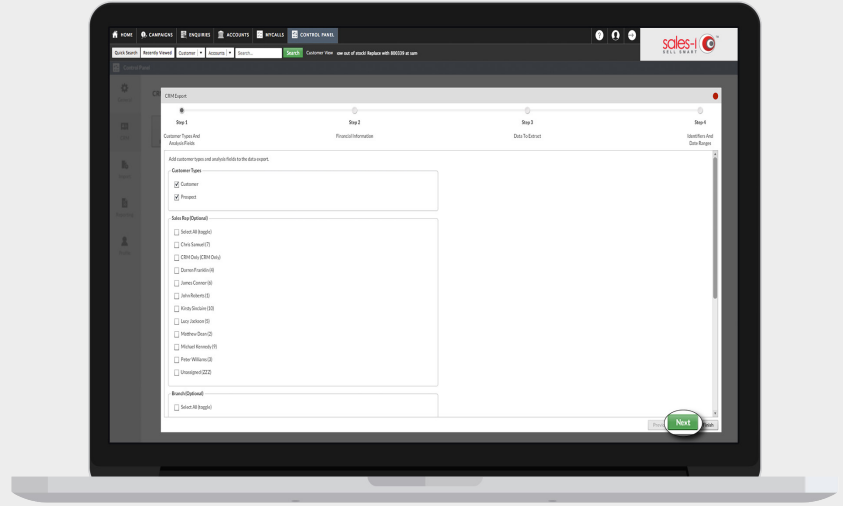 HOME CAMPAIGNS ENQUIRIES ACCOUNTS MYCALLS CONTROL PANEL
sales-i
SELL SMART
Quick Search Recently Viewed Customer Accounts Search... Search Customer View ow out of stock! Replace with 800339 at sam
CRM Export
Step 1 Step 2 Step 3 Step 4
Customer Types And Analysis Fields
Financial Information
Data To Extract
Identifiers And Date Ranges
Add customer types and analysis fields to the data export.
Customer Types
Customer
Prospect
Sales Rep (Optional)
Select All (toggle)
Chris Samuel (7)
CRM Only (CRM Only)
Darren Franklin (4)
James Connor (6)
John Roberts (1)
Kirsty Sinclaire (10)
Lucy Jackson (5)
Matthew Dean (2)
Michael Kennedy (9)
Peter Williams (3)
Unassigned (ZZZ)
Branch (Optional)
Select All (toggle)
Next